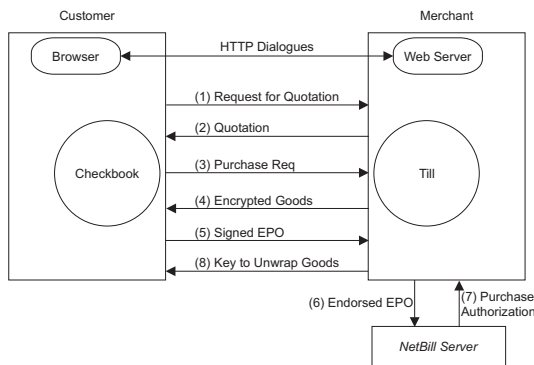 Customer
Merchant
HTTP Dialogues
Browser
Web Server
(1) Request for Quotation
(2) Quotation
(3) Purchase Req
Checkbook
Till
(4) Encrypted Goods
(5) Signed EPO
(8) Key to Unwrap Goods
(6) Endorsed EPO
(7) Purchase
Authorization
NetBill Server